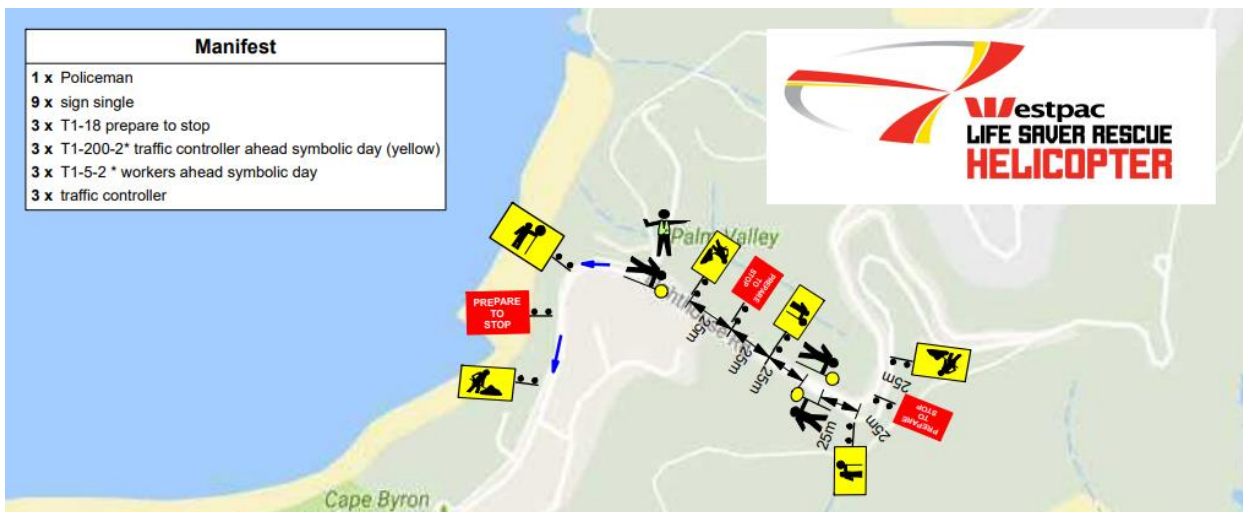 Manifest
1 x Policeman
9 x sign single
3 x T1-18 prepare to stop
3 x T1-200-2* traffic controller ahead symbolic day (yellow)
3 x T1-5-2 * workers ahead symbolic day
3 x traffic controller
Westpac
LIFE SAVER RESCUE
HELICOPTER
Palm Valley
PREPARE
TO
STOP
PREPARE
TO
STOP
25m
25m
25m
25m
25m
25m
PREPARE
TO
STOP
Cape Byron